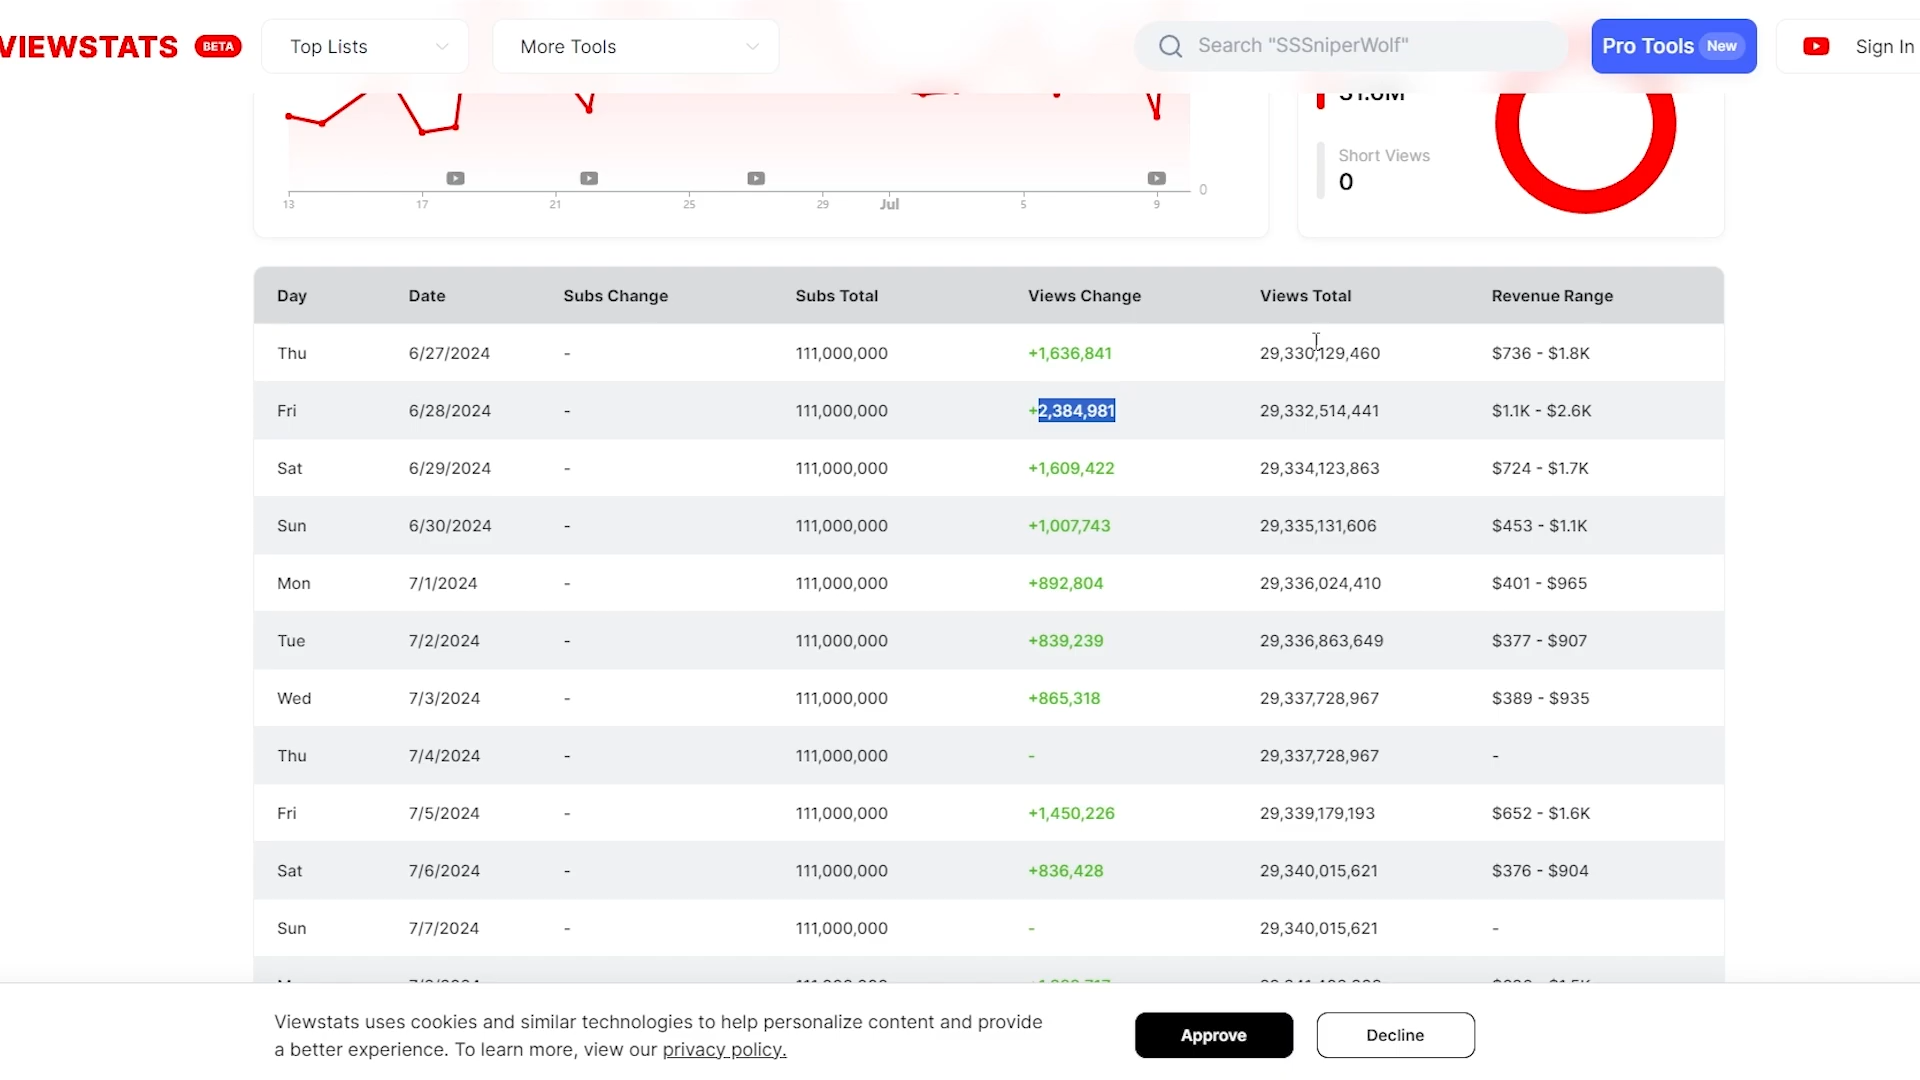 VIEWSTATS BETA Top Lists More Tools Search "SSSniperWolf" Pro Tools New Sign In
Short Views
0
0
13 17 21 25 29 Jul 5 9
Day Date Subs Change Subs Total Views Change Views Total Revenue Range
Thu 6/27/2024 - 111,000,000 +1,636,841 29,330,129,460 $736 - $1.8K
Fri 6/28/2024 - 111,000,000 +2,384,981 29,332,514,441 $1.1K - $2.6K
Sat 6/29/2024 - 111,000,000 +1,609,422 29,334,123,863 $724 - $1.7K
Sun 6/30/2024 - 111,000,000 +1,007,743 29,335,131,606 $453 - $1.1K
Mon 7/1/2024 - 111,000,000 +892,804 29,336,024,410 $401 - $965
Tue 7/2/2024 - 111,000,000 +839,239 29,336,863,649 $377 - $907
Wed 7/3/2024 - 111,000,000 +865,318 29,337,728,967 $389 - $935
Thu 7/4/2024 - 111,000,000 - 29,337,728,967 -
Fri 7/5/2024 - 111,000,000 +1,450,226 29,339,179,193 $652 - $1.6K
Sat 7/6/2024 - 111,000,000 +836,428 29,340,015,621 $376 - $904
Sun 7/7/2024 - 111,000,000 - 29,340,015,621 -
Viewstats uses cookies and similar technologies to help personalize content and provide
a better experience. To learn more, view our privacy policy.
Approve Decline